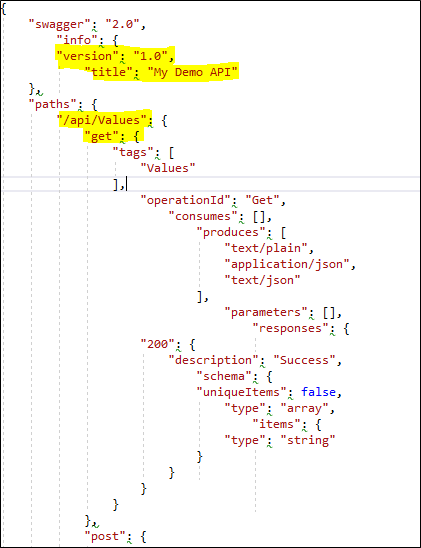 {
"swagger": "2.0",
"info": {
"version": "1.0",
"title": "My Demo API"
},
"paths": {
"/api/Values": {
"get": {
"tags": [
"Values"
],
"operationId": "Get",
"consumes": [],
"produces": [
"text/plain",
"application/json",
"text/json"
],
"parameters": [],
"responses": {
"200": {
"description": "Success",
"schema": {
"uniqueItems": false,
"type": "array",
"items": {
"type": "string"
}
}
}
}
},
"post": {